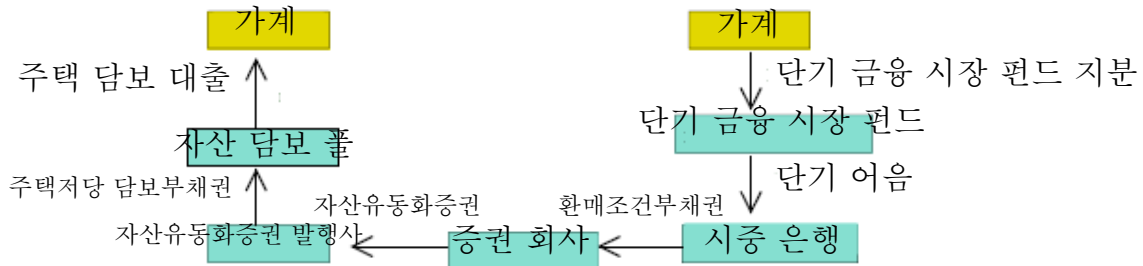 가계
가계
주택 담보 대출
단기 금융 시장 펀드 지분
자산 담보 풀
단기 금융 시장 펀드
주택저당 담보부채권
단기 어음
자산유동화증권
환매조건부채권
자산유동화증권 발행사
증권 회사
시중 은행